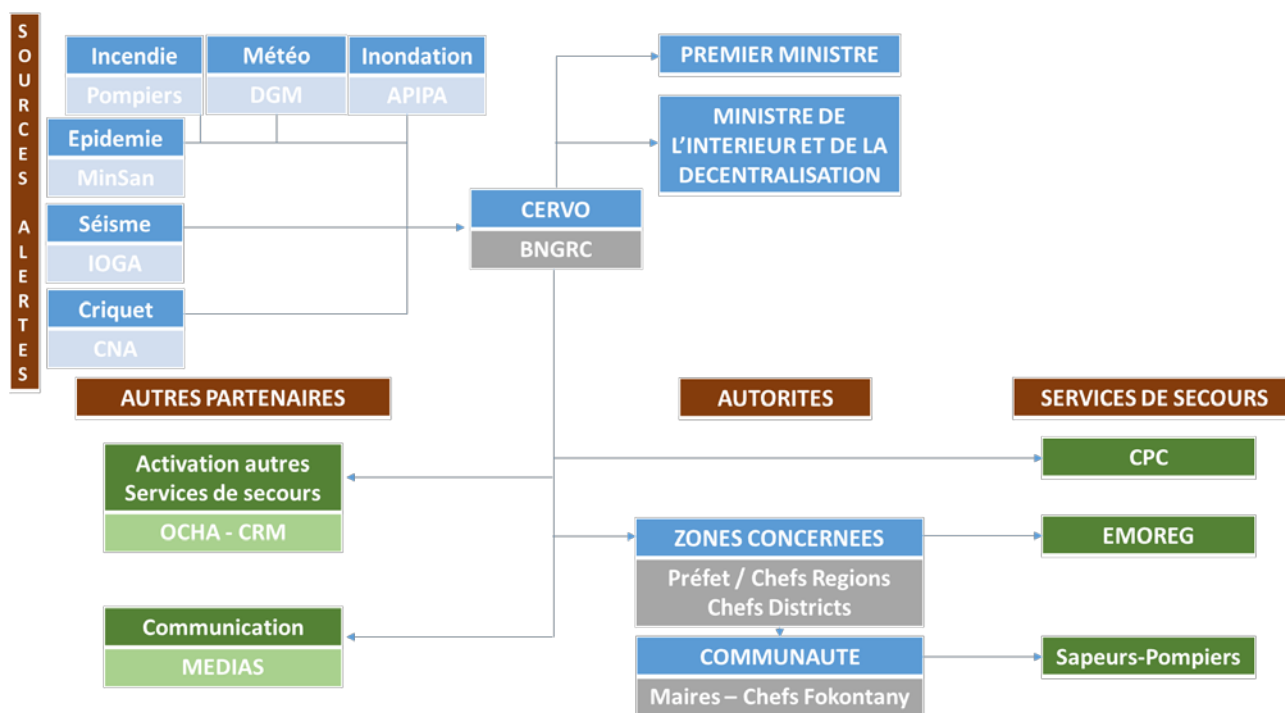 SOURCES ALERTES
Incendie
Pompiers
Météo
DGM
Inondation
APIPA
Epidemie
MinSan
Séisme
IOGA
Criquet
CNA
PREMIER MINISTRE
MINISTRE DE
L'INTERIEUR ET DE LA
DECENTRALISATION
CERVO
BNGRC
AUTRES PARTENAIRES
AUTORITES
SERVICES DE SECOURS
Activation autres
Services de secours
OCHA - CRM
Communication
MEDIAS
ZONES CONCERNEES
Préfet / Chefs Regions
Chefs Districts
COMMUNAUTE
Maires – Chefs Fokontany
CPC
EMOREG
Sapeurs-Pompiers